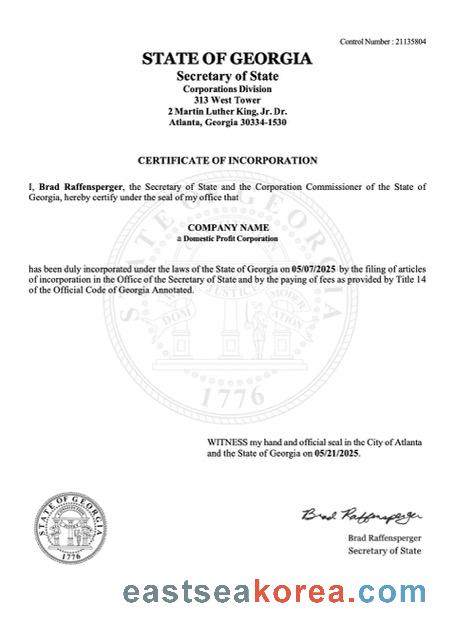 Control Number : 21135804
STATE OF GEORGIA
Secretary of State
Corporations Division
313 West Tower
2 Martin Luther King, Jr. Dr.
Atlanta, Georgia 30334-1530
CERTIFICATE OF INCORPORATION
I, Brad Raffensperger, the Secretary of State and the Corporation Commissioner of the State of
Georgia, hereby certify under the seal of my office that
COMPANY NAME
a Domestic Profit Corporation
has been duly incorporated under the laws of the State of Georgia on 05/07/2025 by the filing of articles
of incorporation in the Office of the Secretary of State and by the paying of fees as provided by Title 14
of the Official Code of Georgia Annotated.
STATE OF GEORGIA
1776
WITNESS my hand and official seal in the City of Atlanta
and the State of Georgia on 05/21/2025.
STATE OF GEORGIA
1776
Brad Raffensperger
Brad Raffensperger
Secretary of State
eastseakorea.com